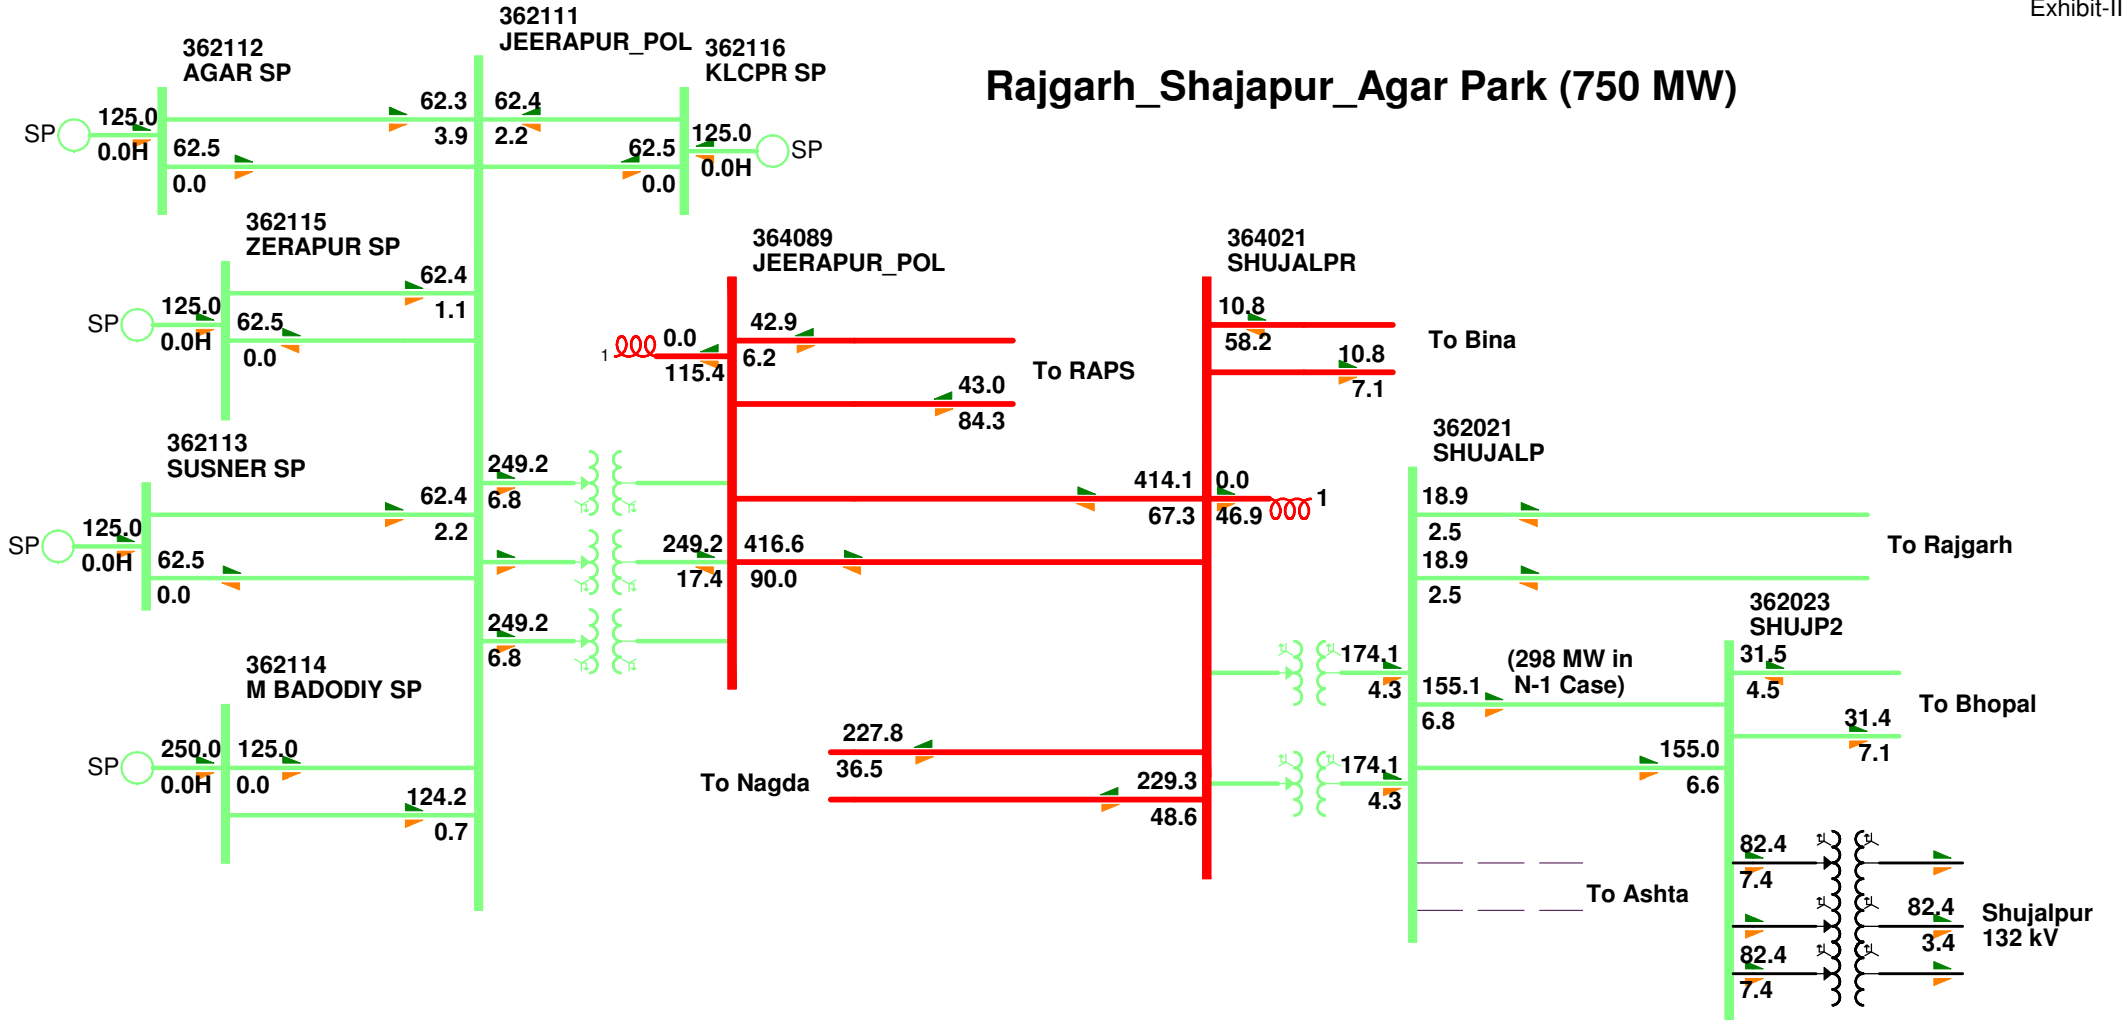 Exhibit-II
Rajgarh_Shajapur_Agar Park (750 MW)
362111
JEERAPUR_POL
362112
AGAR SP
362116
KLCPR SP
SP
125.0
0.0H
62.5
0.0
62.3
3.9
62.4
2.2
62.5
0.0
125.0
0.0H
SP
362115
ZERAPUR SP
SP
125.0
0.0H
62.5
0.0
62.4
1.1
362113
SUSNER SP
SP
125.0
0.0H
62.5
0.0
62.4
2.2
362114
M BADODIY SP
SP
250.0
0.0H
125.0
0.0
124.2
0.7
249.2
6.8
249.2
6.8
249.2
17.4
364089
JEERAPUR_POL
1
0.0
115.4
42.9
6.2
43.0
84.3
To RAPS
414.1
67.3
416.6
90.0
364021
SHUJALPR
10.8
58.2
10.8
7.1
To Bina
0.0
46.9
1
227.8
36.5
To Nagda
229.3
48.6
174.1
4.3
174.1
4.3
362021
SHUJALP
18.9
2.5
18.9
2.5
To Rajgarh
(298 MW in
N-1 Case)
155.1
6.8
155.0
6.6
To Ashta
362023
SHUJP2
31.5
4.5
31.4
7.1
To Bhopal
82.4
7.4
82.4
7.4
82.4
3.4
Shujalpur
132 kV